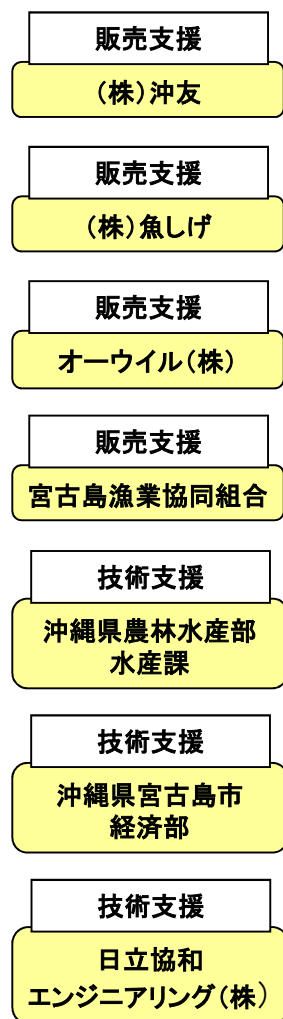 販売支援
（株）沖友
販売支援
（株）魚しげ
販売支援
オーウイル（株）
販売支援
宮古島漁業協同組合
技術支援
沖縄県農林水産部
水産課
技術支援
沖縄県宮古島市
経済部
技術支援
日立協和
エンジニアリング（株）